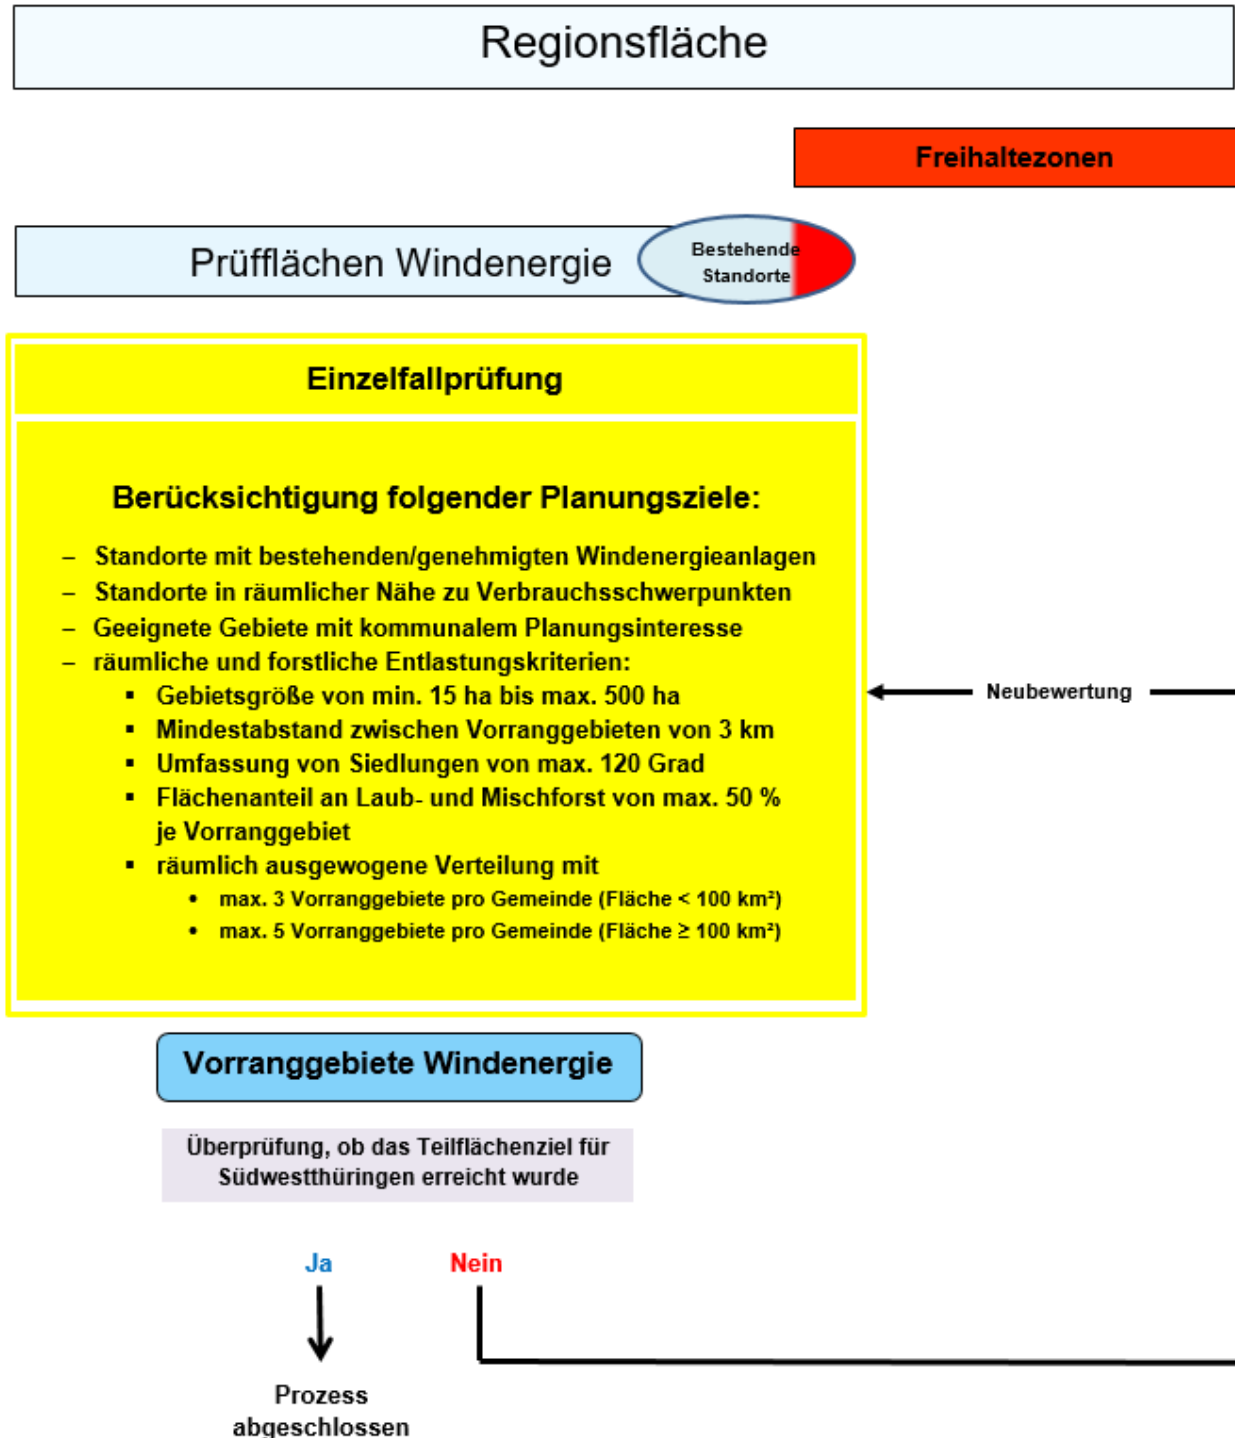 Regionsfläche
Freihaltezonen
Prüfflächen Windenergie
Bestehende
Standorte
Einzelfallprüfung
Berücksichtigung folgender Planungsziele:
– Standorte mit bestehenden/genehmigten Windenergieanlagen
– Standorte in räumlicher Nähe zu Verbrauchsschwerpunkten
– Geeignete Gebiete mit kommunalem Planungsinteresse
– räumliche und forstliche Entlastungskriterien:
▪ Gebietsgröße von min. 15 ha bis max. 500 ha
▪ Mindestabstand zwischen Vorranggebieten von 3 km
▪ Umfassung von Siedlungen von max. 120 Grad
▪ Flächenanteil an Laub- und Mischforst von max. 50 %
je Vorranggebiet
▪ räumlich ausgewogene Verteilung mit
• max. 3 Vorranggebiete pro Gemeinde (Fläche < 100 km²)
• max. 5 Vorranggebiete pro Gemeinde (Fläche ≥ 100 km²)
Neubewertung
Vorranggebiete Windenergie
Überprüfung, ob das Teilflächenziel für
Südwestthüringen erreicht wurde
Ja
Nein
Prozess
abgeschlossen